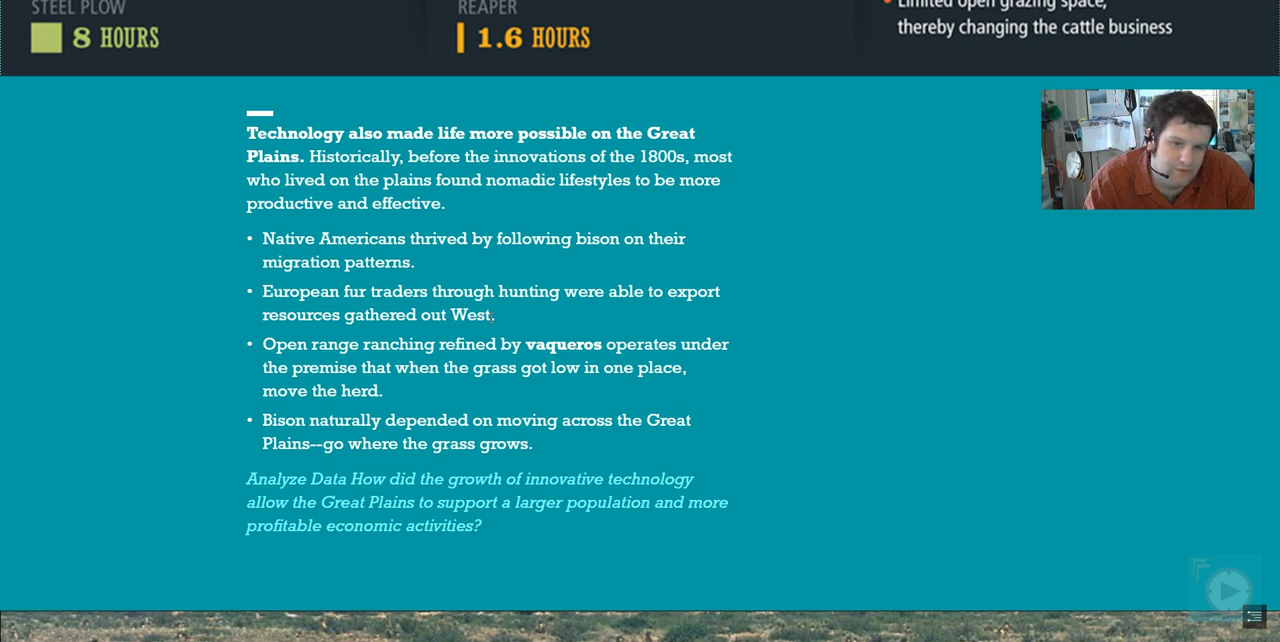 STEEL PLOW
8 HOURS
REAPER
1.6 HOURS
• Limited open grazing space,
thereby changing the cattle business
Technology also made life more possible on the Great
Plains. Historically, before the innovations of the 1800s, most
who lived on the plains found nomadic lifestyles to be more
productive and effective.
• Native Americans thrived by following bison on their
migration patterns.
• European fur traders through hunting were able to export
resources gathered out West.
• Open range ranching refined by vaqueros operates under
the premise that when the grass got low in one place,
move the herd.
• Bison naturally depended on moving across the Great
Plains--go where the grass grows.
Analyze Data How did the growth of innovative technology
allow the Great Plains to support a larger population and more
profitable economic activities?